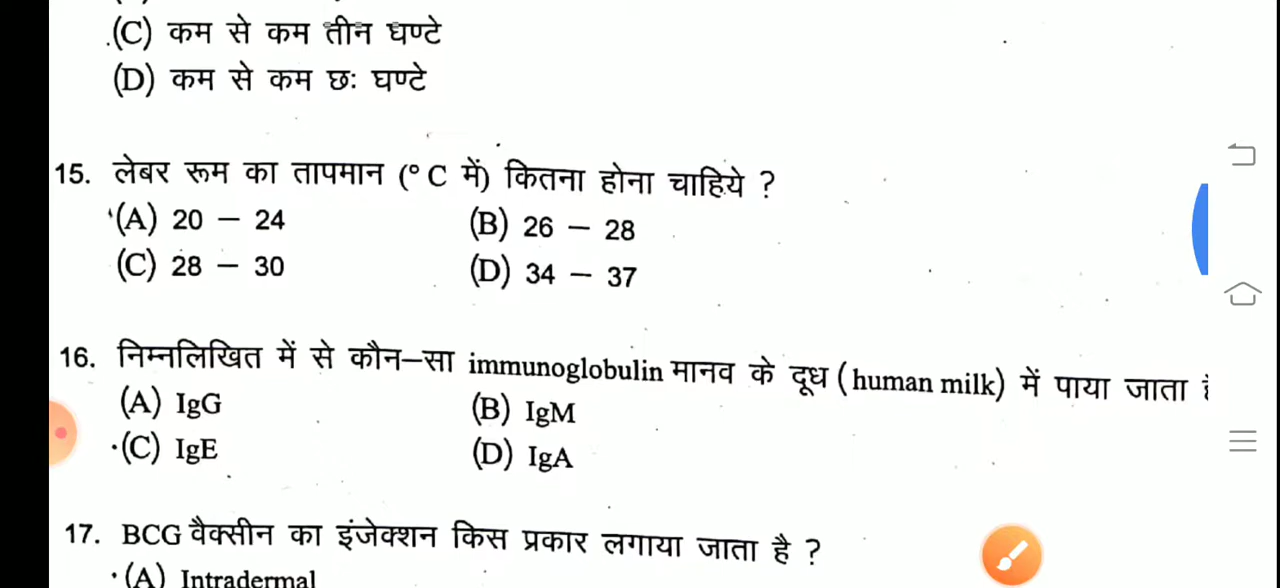 (C) कम से कम तीन घण्टे
(D) कम से कम छः घण्टे
15. लेबर रूम का तापमान (° C में) कितना होना चाहिये ?
(A) 20 – 24 (B) 26 – 28
(C) 28 – 30 (D) 34 – 37
16. निम्नलिखित में से कौन–सा immunoglobulin मानव के दूध (human milk) में पाया जाता
(A) IgG (B) IgM
(C) IgE (D) IgA
17. BCG वैक्सीन का इंजेक्शन किस प्रकार लगाया जाता है ?
(A) Intradermal